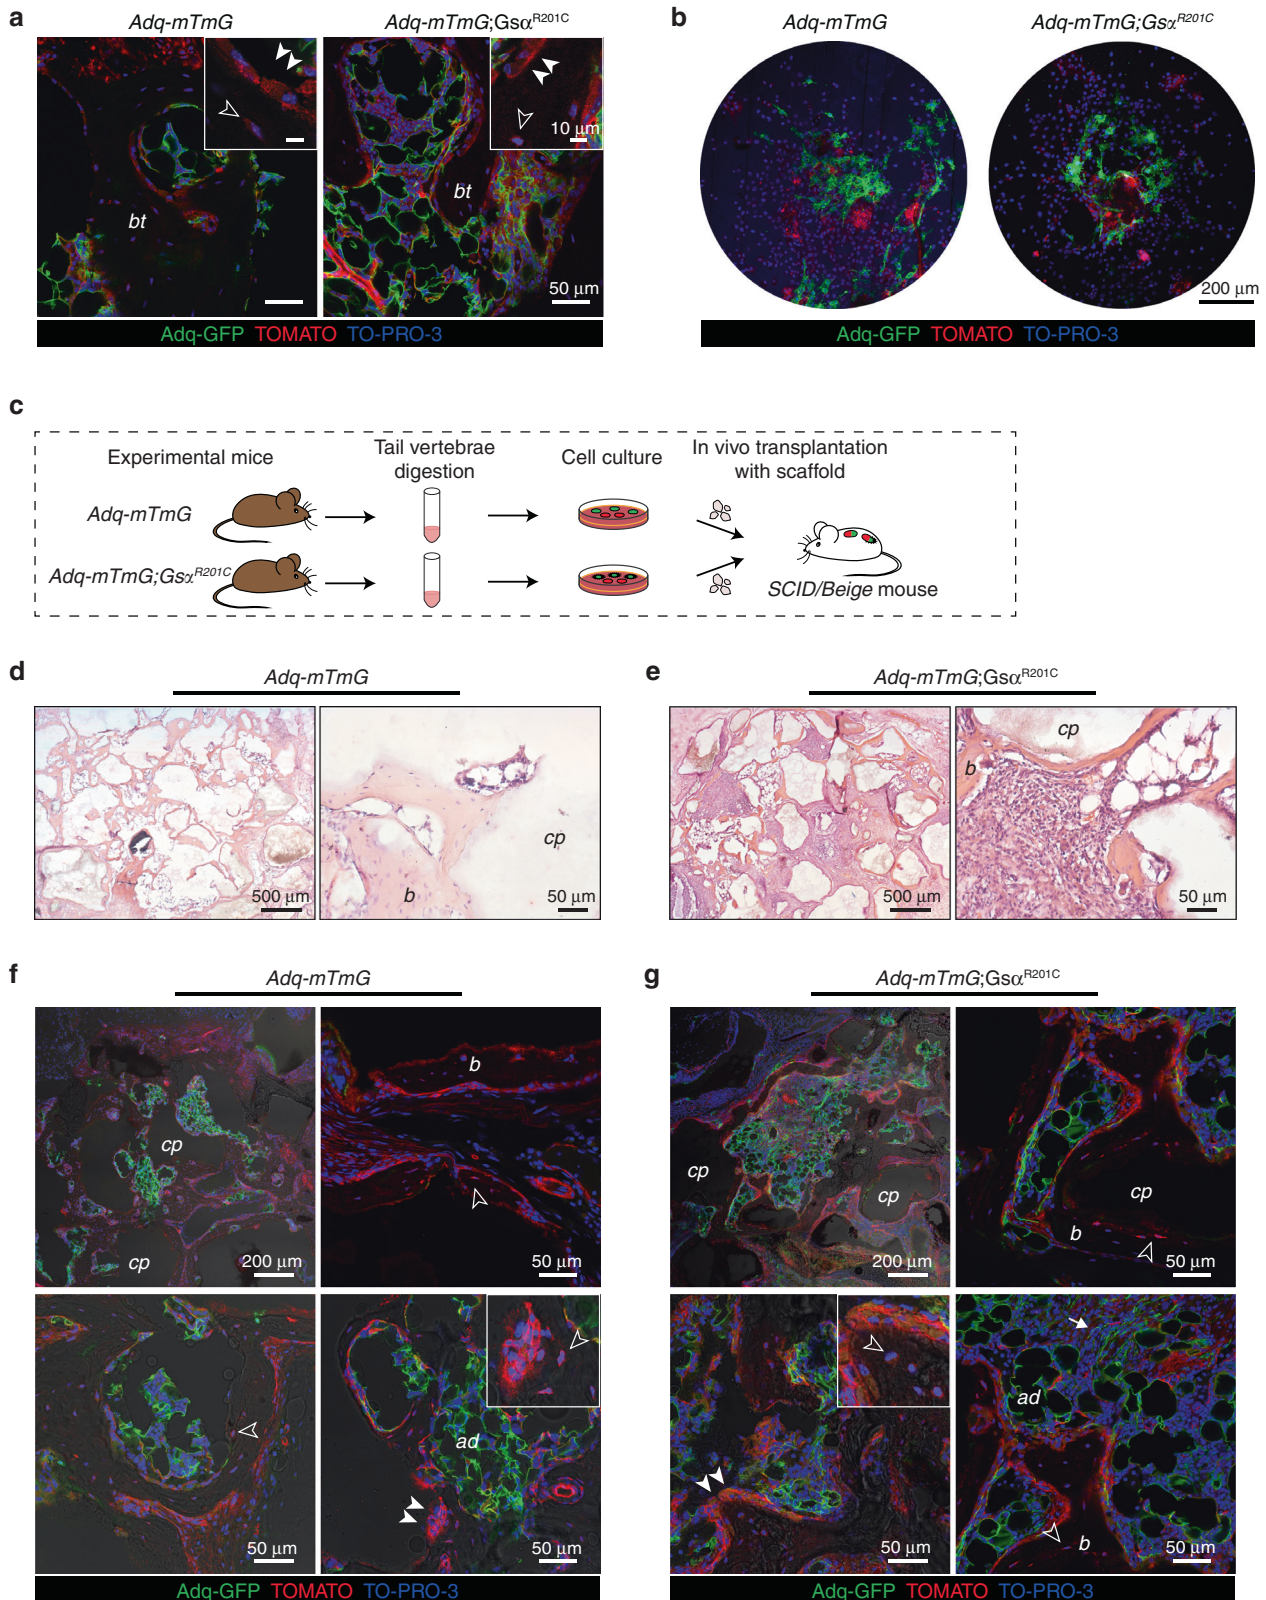 a
Adq-mTmG
Adq-mTmG;Gsα^R201C
10 μm
bt
bt
50 μm
Adq-GFP TOMATO TO-PRO-3
b
Adq-mTmG
Adq-mTmG;Gsα^R201C
200 μm
Adq-GFP TOMATO TO-PRO-3
c
Experimental mice
Tail vertebrae
digestion
Cell culture
In vivo transplantation
with scaffold
Adq-mTmG
Adq-mTmG;Gsα^R201C
SCID/Beige mouse
d
Adq-mTmG
500 μm
cp
b
50 μm
e
Adq-mTmG;Gsα^R201C
500 μm
cp
b
50 μm
f
Adq-mTmG
cp
cp
200 μm
b
50 μm
50 μm
ad
50 μm
Adq-GFP TOMATO TO-PRO-3
g
Adq-mTmG;Gsα^R201C
cp
cp
200 μm
cp
b
50 μm
50 μm
ad
b
50 μm
Adq-GFP TOMATO TO-PRO-3